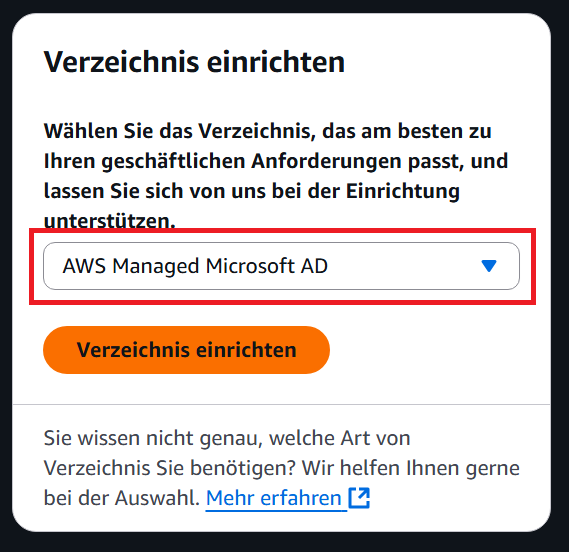 Verzeichnis einrichten
Wählen Sie das Verzeichnis, das am besten zu
Ihren geschäftlichen Anforderungen passt, und
lassen Sie sich von uns bei der Einrichtung
unterstützen.
AWS Managed Microsoft AD
Verzeichnis einrichten
Sie wissen nicht genau, welche Art von
Verzeichnis Sie benötigen? Wir helfen Ihnen gerne
bei der Auswahl. Mehr erfahren